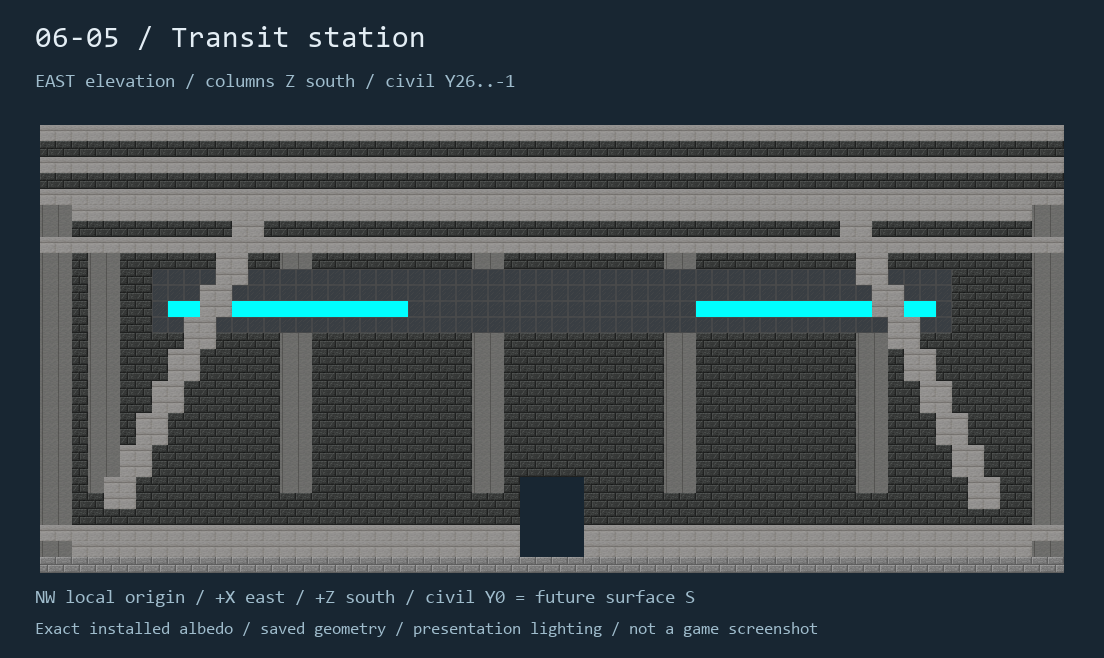 06-05 / Transit station
EAST elevation / columns Z south / civil Y26..-1
NW local origin / +X east / +Z south / civil Y0 = future surface S
Exact installed albedo / saved geometry / presentation lighting / not a game screenshot